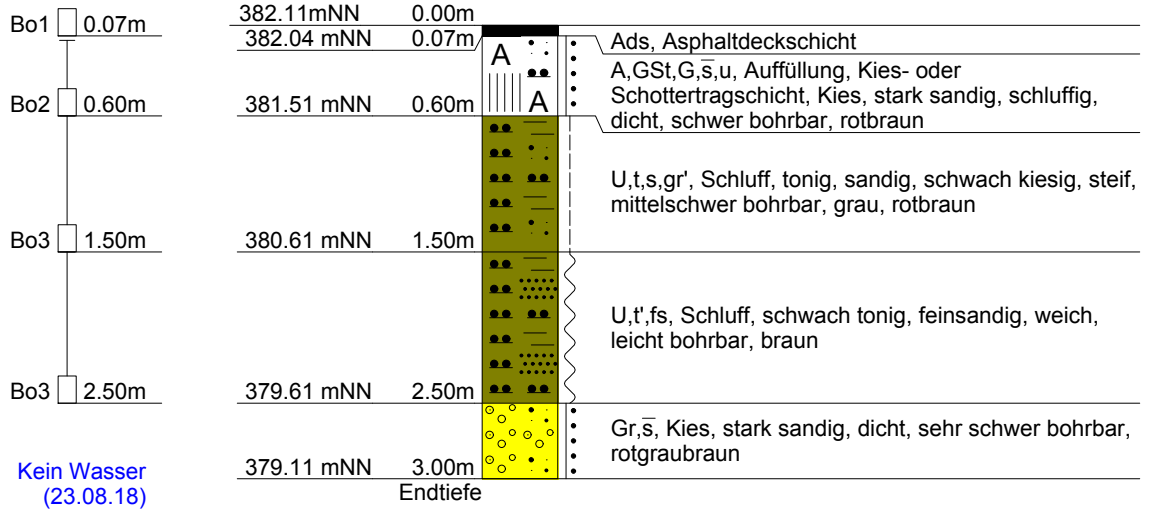 382.11mNN 0.00m
Bo1 0.07m
382.04 mNN 0.07m
Ads, Asphaltdeckschicht
A
A,GSt,G,s̅,u, Auffüllung, Kies- oder
Schottertragschicht, Kies, stark sandig, schluffig,
dicht, schwer bohrbar, rotbraun
Bo2 0.60m
381.51 mNN 0.60m
A
U,t,s,gr', Schluff, tonig, sandig, schwach kiesig, steif,
mittelschwer bohrbar, grau, rotbraun
Bo3 1.50m
380.61 mNN 1.50m
U,t',fs, Schluff, schwach tonig, feinsandig, weich,
leicht bohrbar, braun
Bo3 2.50m
379.61 mNN 2.50m
Gr,s̅, Kies, stark sandig, dicht, sehr schwer bohrbar,
rotgraubraun
Kein Wasser
(23.08.18)
379.11 mNN 3.00m
Endtiefe